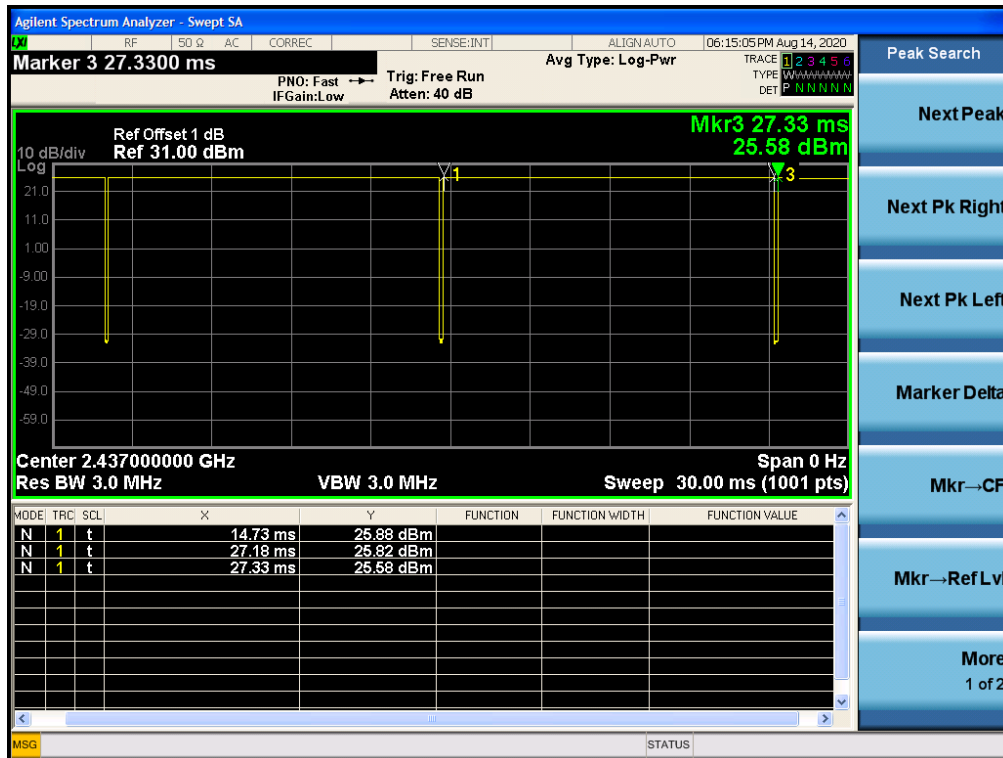 Agilent Spectrum Analyzer - Swept SA
LXI RF 50 Ω AC CORREC SENSE:INT ALIGN AUTO 06:15:05 PM Aug 14, 2020
Marker 3 27.3300 ms
PNO: Fast
IFGain:Low
Trig: Free Run
Atten: 40 dB
Avg Type: Log-Pwr
TRACE 1 2 3 4 5 6
TYPE W
DET P N N N N N
Peak Search
Next Peak
Next Pk Right
Next Pk Left
Marker Delta
Mkr→CF
Mkr→Ref Lvl
More
1 of 2
Mkr3 27.33 ms
25.58 dBm
Ref Offset 1 dB
10 dB/div Ref 31.00 dBm
Log
1
3
21.0
11.0
1.00
-9.00
-19.0
-29.0
-39.0
-49.0
-59.0
Center 2.437000000 GHz Span 0 Hz
Res BW 3.0 MHz VBW 3.0 MHz Sweep 30.00 ms (1001 pts)
MODE TRC SCL X Y FUNCTION FUNCTION WIDTH FUNCTION VALUE
N 1 t 14.73 ms 25.88 dBm
N 1 t 27.18 ms 25.82 dBm
N 1 t 27.33 ms 25.58 dBm
MSG STATUS